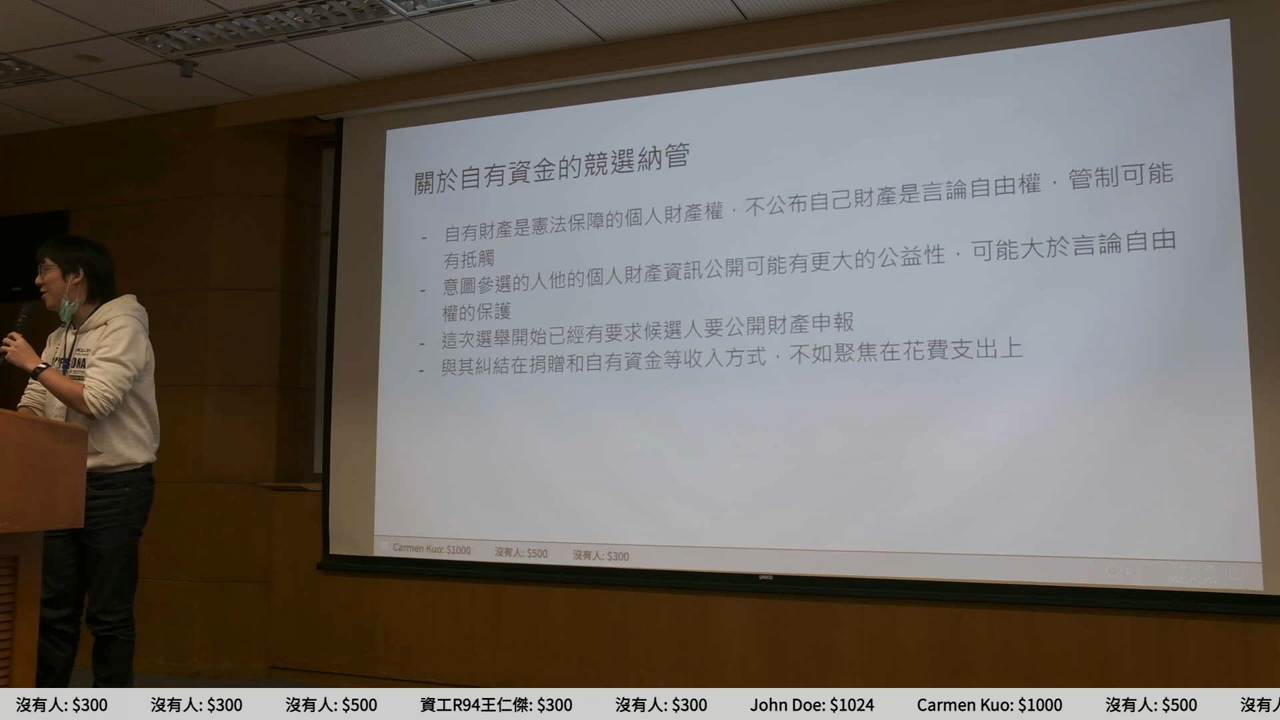 關於自有資金的競選納管
- 自有財產是憲法保障的個人財產權，不公布自己財產是言論自由權，管制可能
有抵觸
- 意圖參選的人他的個人財產資訊公開可能有更大的公益性，可能大於言論自由
權的保護
- 這次選舉開始已經有要求候選人要公開財產申報
- 與其糾結在捐贈和自有資金等收入方式，不如聚焦在花費支出上
Carmen Kuo: $1000 沒有人: $500 沒有人: $300
沒有人: $300 沒有人: $300 沒有人: $500 資工R94王仁傑: $300 沒有人: $300 John Doe: $1024 Carmen Kuo: $1000 沒有人: $500 沒有